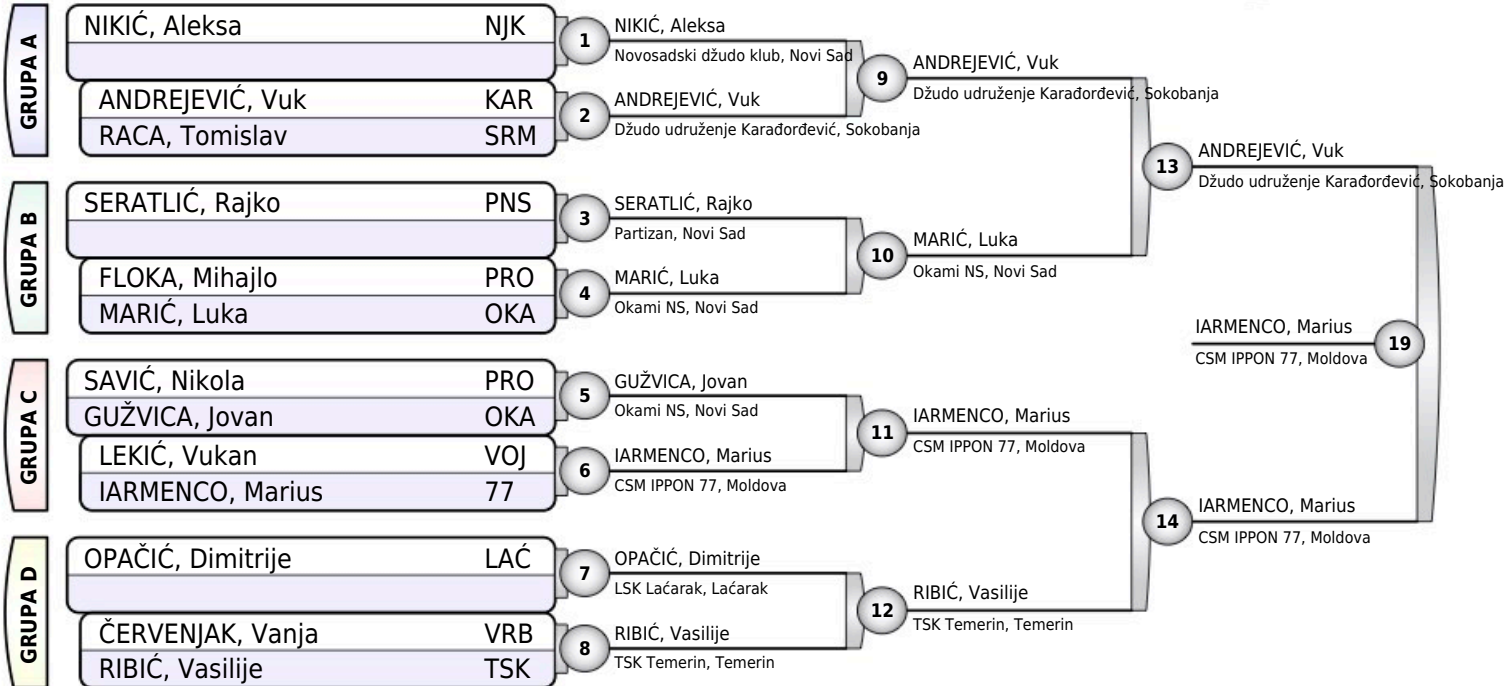 GRUPA A
NIKIĆ, Aleksa NJK
ANDREJEVIĆ, Vuk KAR
RACA, Tomislav SRM
GRUPA B
SERATLIĆ, Rajko PNS
FLOKA, Mihajlo PRO
MARIĆ, Luka OKA
GRUPA C
SAVIĆ, Nikola PRO
GUŽVICA, Jovan OKA
LEKIĆ, Vukan VOJ
IARMENCO, Marius 77
GRUPA D
OPAČIĆ, Dimitrije LAĆ
ČERVENJAK, Vanja VRB
RIBIĆ, Vasilije TSK
1
NIKIĆ, Aleksa
Novosadski džudo klub, Novi Sad
2
ANDREJEVIĆ, Vuk
Džudo udruženje Karađorđević, Sokobanja
3
SERATLIĆ, Rajko
Partizan, Novi Sad
4
MARIĆ, Luka
Okami NS, Novi Sad
5
GUŽVICA, Jovan
Okami NS, Novi Sad
6
IARMENCO, Marius
CSM IPPON 77, Moldova
7
OPAČIĆ, Dimitrije
LSK Laćarak, Laćarak
8
RIBIĆ, Vasilije
TSK Temerin, Temerin
9
ANDREJEVIĆ, Vuk
Džudo udruženje Karađorđević, Sokobanja
10
MARIĆ, Luka
Okami NS, Novi Sad
11
IARMENCO, Marius
CSM IPPON 77, Moldova
12
RIBIĆ, Vasilije
TSK Temerin, Temerin
13
ANDREJEVIĆ, Vuk
Džudo udruženje Karađorđević, Sokobanja
14
IARMENCO, Marius
CSM IPPON 77, Moldova
IARMENCO, Marius
CSM IPPON 77, Moldova
19